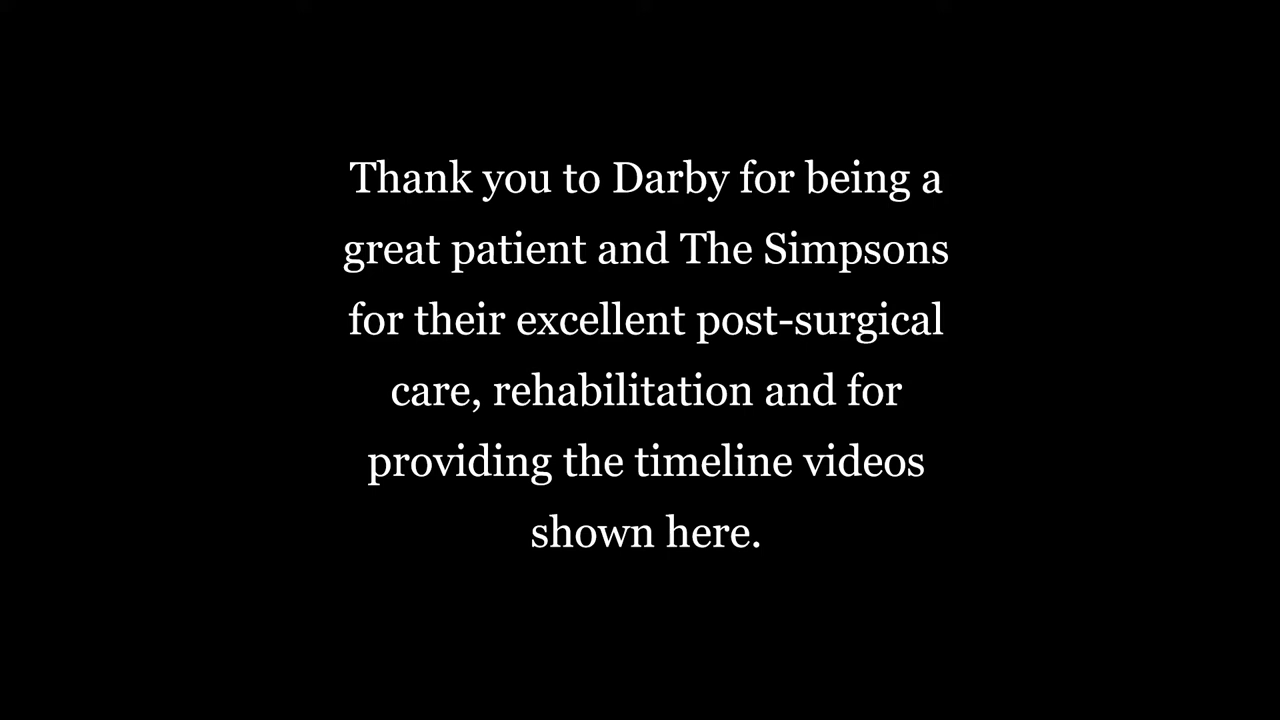 Thank you to Darby for being a
great patient and The Simpsons
for their excellent post-surgical
care, rehabilitation and for
providing the timeline videos
shown here.